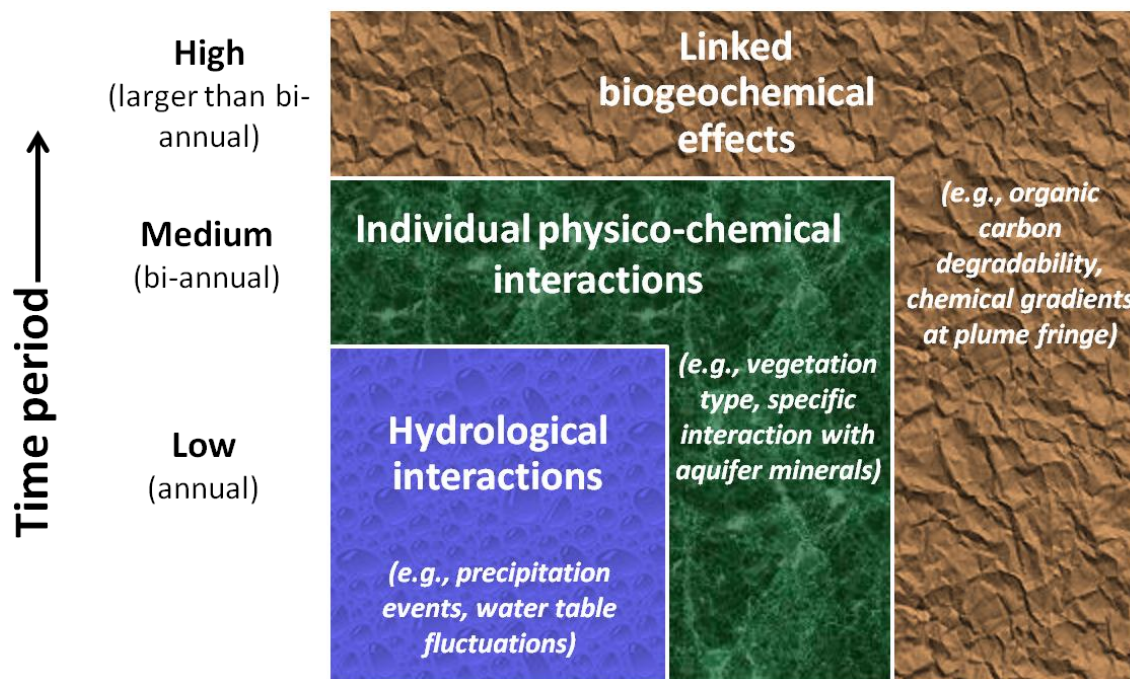 Time period
High
(larger than bi-
annual)
Medium
(bi-annual)
Low
(annual)
Linked
biogeochemical
effects
(e.g., organic
carbon
degradability,
chemical gradients
at plume fringe)
Individual physico-chemical
interactions
(e.g., vegetation
type, specific
interaction with
aquifer minerals)
Hydrological
interactions
(e.g., precipitation
events, water table
fluctuations)